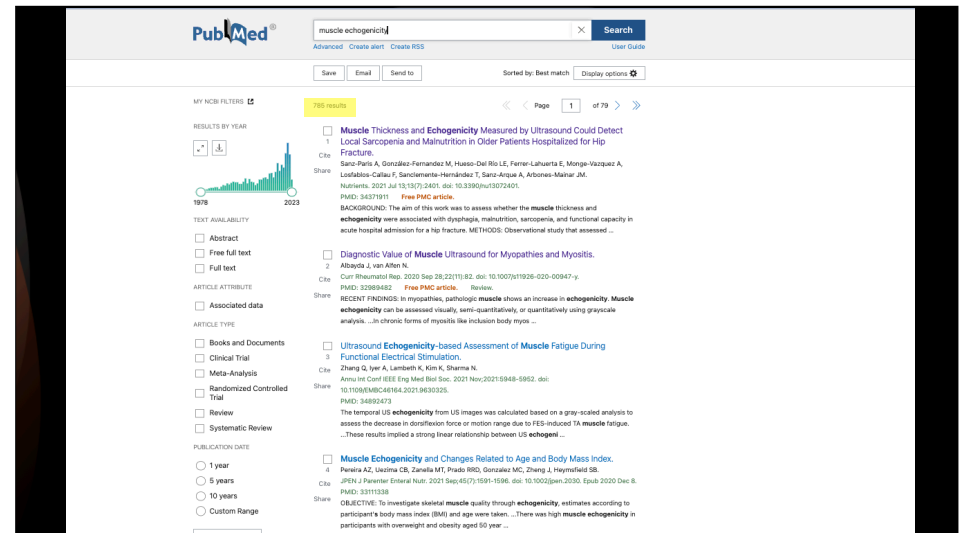 PubMed®
muscle echogenicity
Search
Advanced Create alert Create RSS
User Guide
Save Email Send to
Sorted by: Best match Display options
MY NCBI FILTERS
785 results
Page 1 of 79
RESULTS BY YEAR
1978 2023
TEXT AVAILABILITY
Abstract
Free full text
Full text
ARTICLE ATTRIBUTE
Associated data
ARTICLE TYPE
Books and Documents
Clinical Trial
Meta-Analysis
Randomized Controlled
Trial
Review
Systematic Review
PUBLICATION DATE
1 year
5 years
10 years
Custom Range
1
Cite
Share
Muscle Thickness and Echogenicity Measured by Ultrasound Could Detect
Local Sarcopenia and Malnutrition in Older Patients Hospitalized for Hip
Fracture.
Sanz-Paris A, González-Fernandez M, Hueso-Del Río LE, Ferrer-Lahuerta E, Monge-Vazquez A,
Losfablos-Callau F, Sanclemente-Hernández T, Sanz-Arque A, Arbones-Mainar JM.
Nutrients. 2021 Jul 13;13(7):2401. doi: 10.3390/nu13072401.
PMID: 34371911 Free PMC article.
BACKGROUND: The aim of this work was to assess whether the muscle thickness and
echogenicity were associated with dysphagia, malnutrition, sarcopenia, and functional capacity in
acute hospital admission for a hip fracture. METHODS: Observational study that assessed ...
2
Cite
Share
Diagnostic Value of Muscle Ultrasound for Myopathies and Myositis.
Albayda J, van Alfen N.
Curr Rheumatol Rep. 2020 Sep 28;22(11):82. doi: 10.1007/s11926-020-00947-y.
PMID: 32989482 Free PMC article. Review.
RECENT FINDINGS: In myopathies, pathologic muscle shows an increase in echogenicity. Muscle
echogenicity can be assessed visually, semi-quantitatively, or quantitatively using grayscale
analysis. ...In chronic forms of myositis like inclusion body myos ...
3
Cite
Share
Ultrasound Echogenicity-based Assessment of Muscle Fatigue During
Functional Electrical Stimulation.
Zhang Q, Iyer A, Lambeth K, Kim K, Sharma N.
Annu Int Conf IEEE Eng Med Biol Soc. 2021 Nov;2021:5948-5952. doi:
10.1109/EMBC46164.2021.9630325.
PMID: 34892473
The temporal US echogenicity from US images was calculated based on a gray-scaled analysis to
assess the decrease in dorsiflexion force or motion range due to FES-induced TA muscle fatigue.
...These results implied a strong linear relationship between US echogeni ...
4
Cite
Share
Muscle Echogenicity and Changes Related to Age and Body Mass Index.
Pereira AZ, Uezima CB, Zanella MT, Prado RRD, Gonzalez MC, Zheng J, Heymsfield SB.
JPEN J Parenter Enteral Nutr. 2021 Sep;45(7):1591-1596. doi: 10.1002/jpen.2030. Epub 2020 Dec 8.
PMID: 33111338
OBJECTIVE: To investigate skeletal muscle quality through echogenicity, estimates according to
participant's body mass index (BMI) and age were taken. ...There was high muscle echogenicity in
participants with overweight and obesity aged 50 year ...